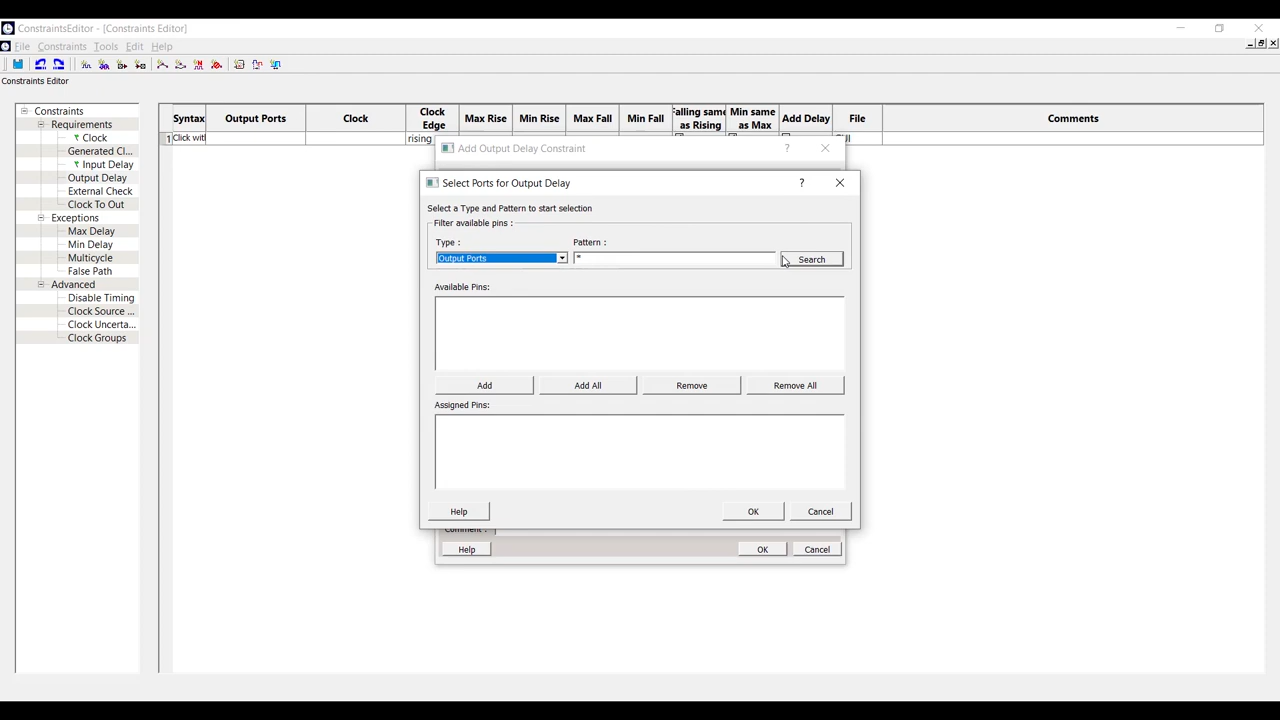 ConstraintsEditor - [Constraints Editor]
File Constraints Tools Edit Help
Constraints Editor
Constraints
Requirements
Clock
Generated Cl...
Input Delay
Output Delay
External Check
Clock To Out
Exceptions
Max Delay
Min Delay
Multicycle
False Path
Advanced
Disable Timing
Clock Source ...
Clock Uncerta...
Clock Groups
Syntax Output Ports Clock Clock Edge Max Rise Min Rise Max Fall Min Fall Falling same as Rising Min same as Max Add Delay File Comments
1 Click witl rising
Add Output Delay Constraint ?
Select Ports for Output Delay ?
Select a Type and Pattern to start selection
Filter available pins :
Type : Pattern :
Output Ports * Search
Available Pins:
Add Add All Remove Remove All
Assigned Pins:
Help OK Cancel
Comment :
Help OK Cancel